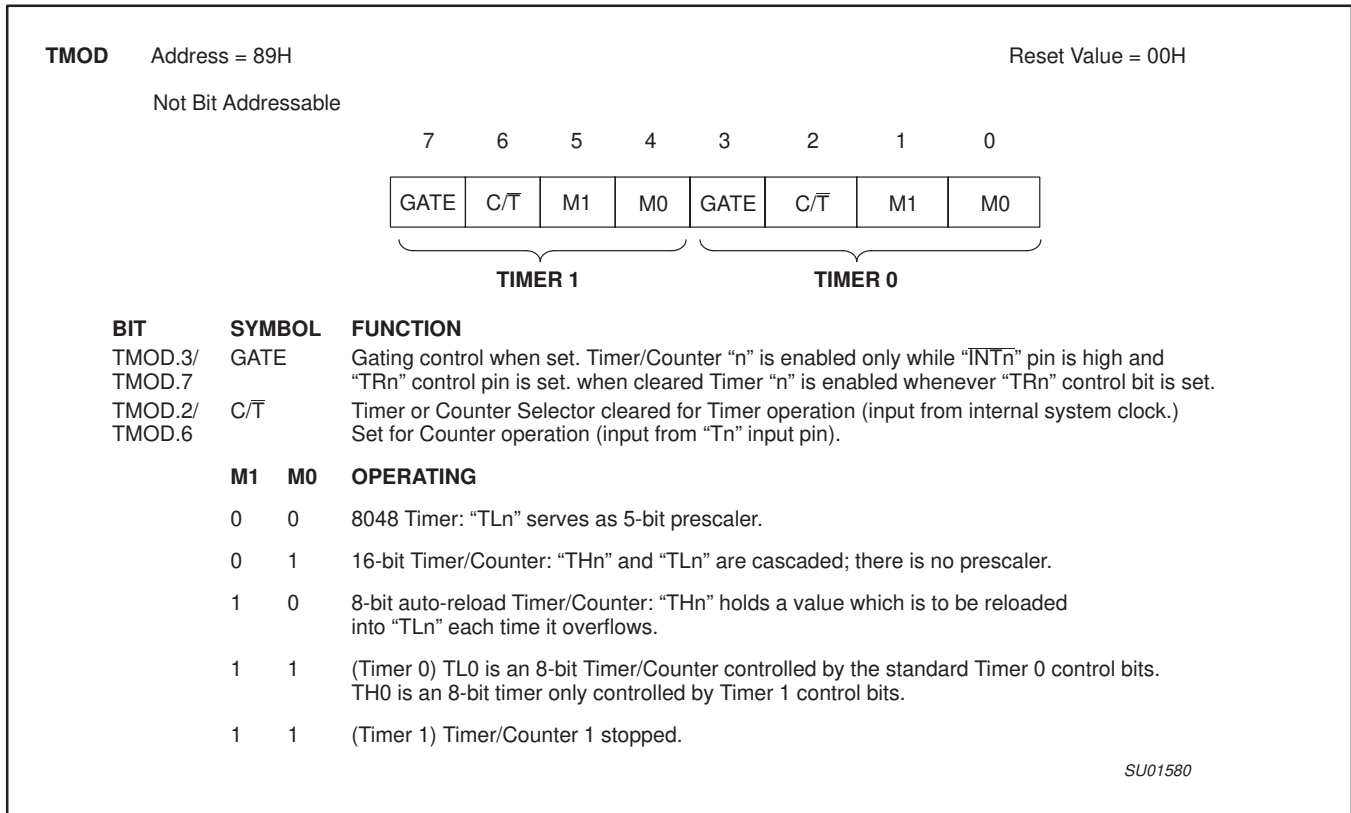 TMOD Address = 89H Reset Value = 00H
Not Bit Addressable
7 6 5 4 3 2 1 0
GATE C/T̅ M1 M0 GATE C/T̅ M1 M0
TIMER 1 TIMER 0
BIT SYMBOL FUNCTION
TMOD.3/ GATE Gating control when set. Timer/Counter “n” is enabled only while “I̅N̅T̅n̅” pin is high and
TMOD.7 “TRn” control pin is set. when cleared Timer “n” is enabled whenever “TRn” control bit is set.
TMOD.2/ C/T̅ Timer or Counter Selector cleared for Timer operation (input from internal system clock.)
TMOD.6 Set for Counter operation (input from “Tn” input pin).
M1 M0 OPERATING
0 0 8048 Timer: “TLn” serves as 5-bit prescaler.
0 1 16-bit Timer/Counter: “THn” and “TLn” are cascaded; there is no prescaler.
1 0 8-bit auto-reload Timer/Counter: “THn” holds a value which is to be reloaded
into “TLn” each time it overflows.
1 1 (Timer 0) TL0 is an 8-bit Timer/Counter controlled by the standard Timer 0 control bits.
TH0 is an 8-bit timer only controlled by Timer 1 control bits.
1 1 (Timer 1) Timer/Counter 1 stopped.
SU01580